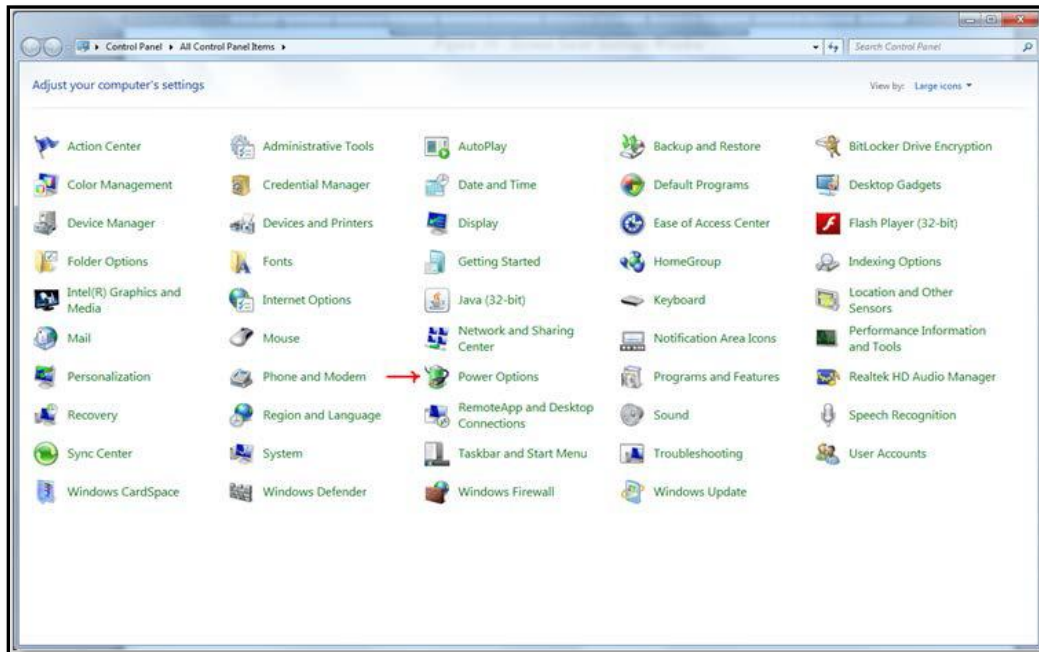 Control Panel ▸ All Control Panel Items ▸
Search Control Panel
Adjust your computer's settings
View by: Large icons
Action Center
Administrative Tools
AutoPlay
Backup and Restore
BitLocker Drive Encryption
Color Management
Credential Manager
Date and Time
Default Programs
Desktop Gadgets
Device Manager
Devices and Printers
Display
Ease of Access Center
Flash Player (32-bit)
Folder Options
Fonts
Getting Started
HomeGroup
Indexing Options
Intel(R) Graphics and
Media
Internet Options
Java (32-bit)
Keyboard
Location and Other
Sensors
Mail
Mouse
Network and Sharing
Center
Notification Area Icons
Performance Information
and Tools
Personalization
Phone and Modem
Power Options
Programs and Features
Realtek HD Audio Manager
Recovery
Region and Language
RemoteApp and Desktop
Connections
Sound
Speech Recognition
Sync Center
System
Taskbar and Start Menu
Troubleshooting
User Accounts
Windows CardSpace
Windows Defender
Windows Firewall
Windows Update